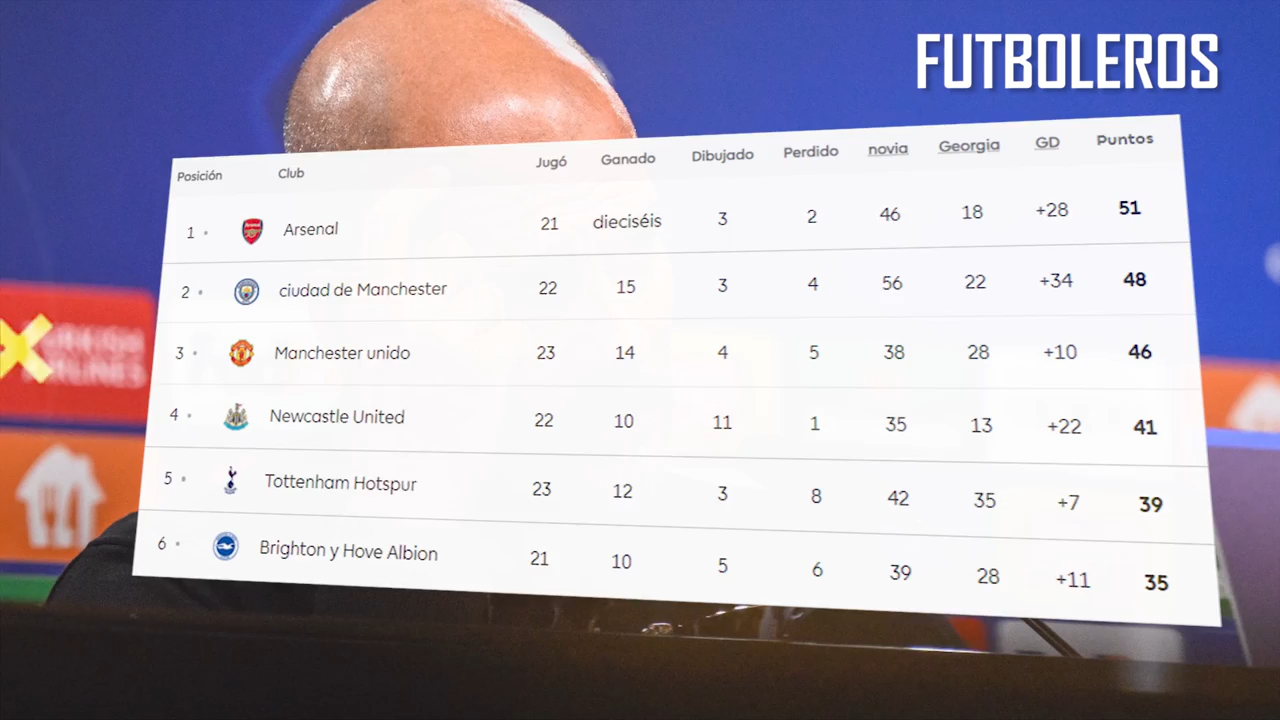 FUTBOLEROS
Posición Club Jugó Ganado Dibujado Perdido novia Georgia GD Puntos
1 Arsenal 21 dieciséis 3 2 46 18 +28 51
2 ciudad de Manchester 22 15 3 4 56 22 +34 48
3 Manchester unido 23 14 4 5 38 28 +10 46
4 Newcastle United 22 10 11 1 35 13 +22 41
5 Tottenham Hotspur 23 12 3 8 42 35 +7 39
6 Brighton y Hove Albion 21 10 5 6 39 28 +11 35